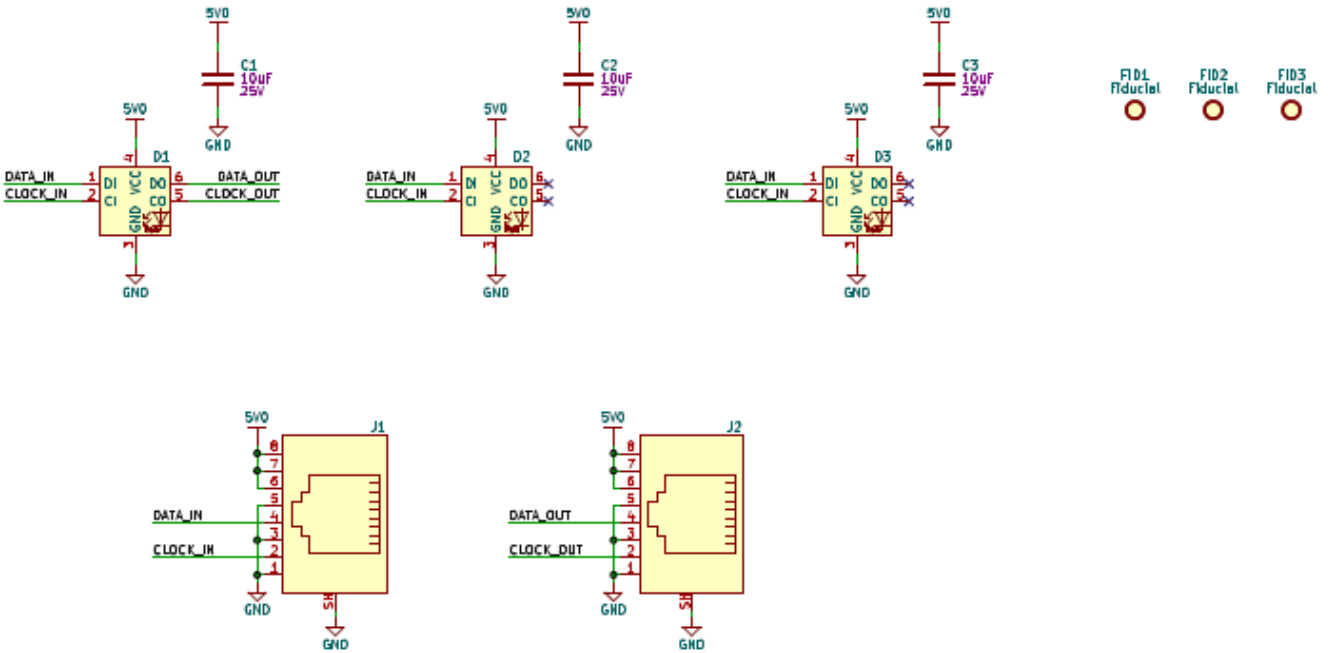 5V0
C1
10uF
25V
GND
5V0
D1
DATA_IN
CLOCK_IN
1
2
DI
CI
VCC
GND
DO
CO
4
6
5
3
DATA_OUT
CLOCK_OUT
GND
5V0
C2
10uF
25V
GND
5V0
D2
DATA_IN
CLOCK_IN
1
2
DI
CI
VCC
GND
DO
CO
4
6
5
3
GND
5V0
C3
10uF
25V
GND
5V0
D3
DATA_IN
CLOCK_IN
1
2
DI
CI
VCC
GND
DO
CO
4
6
5
3
GND
FID1
Fiducial
FID2
Fiducial
FID3
Fiducial
5V0
J1
8
7
6
5
4
3
2
1
DATA_IN
CLOCK_IN
GND
SH
GND
5V0
J2
8
7
6
5
4
3
2
1
DATA_OUT
CLOCK_OUT
GND
SH
GND